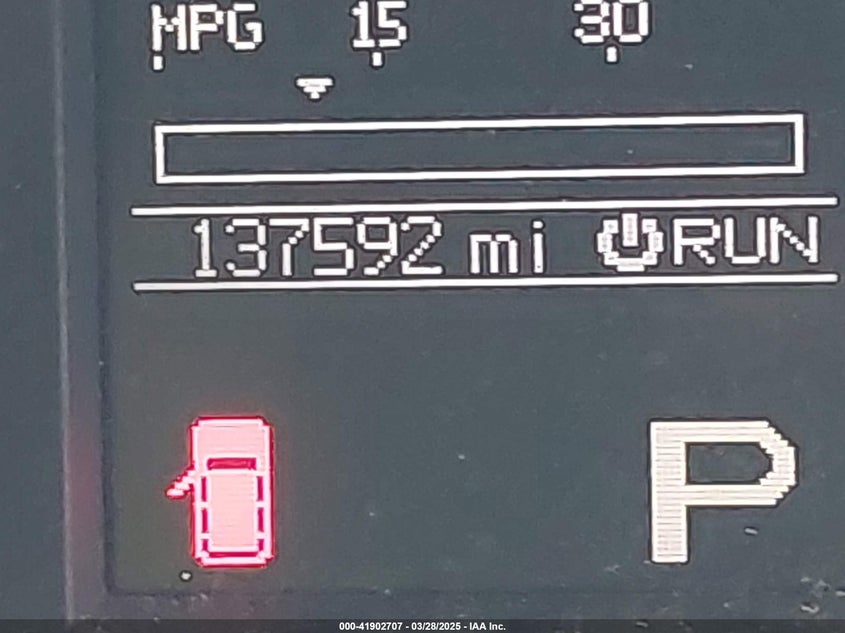 MPG 15 30
137592 mi RUN
P
000-41902707 - 03/28/2025 - IAA Inc.